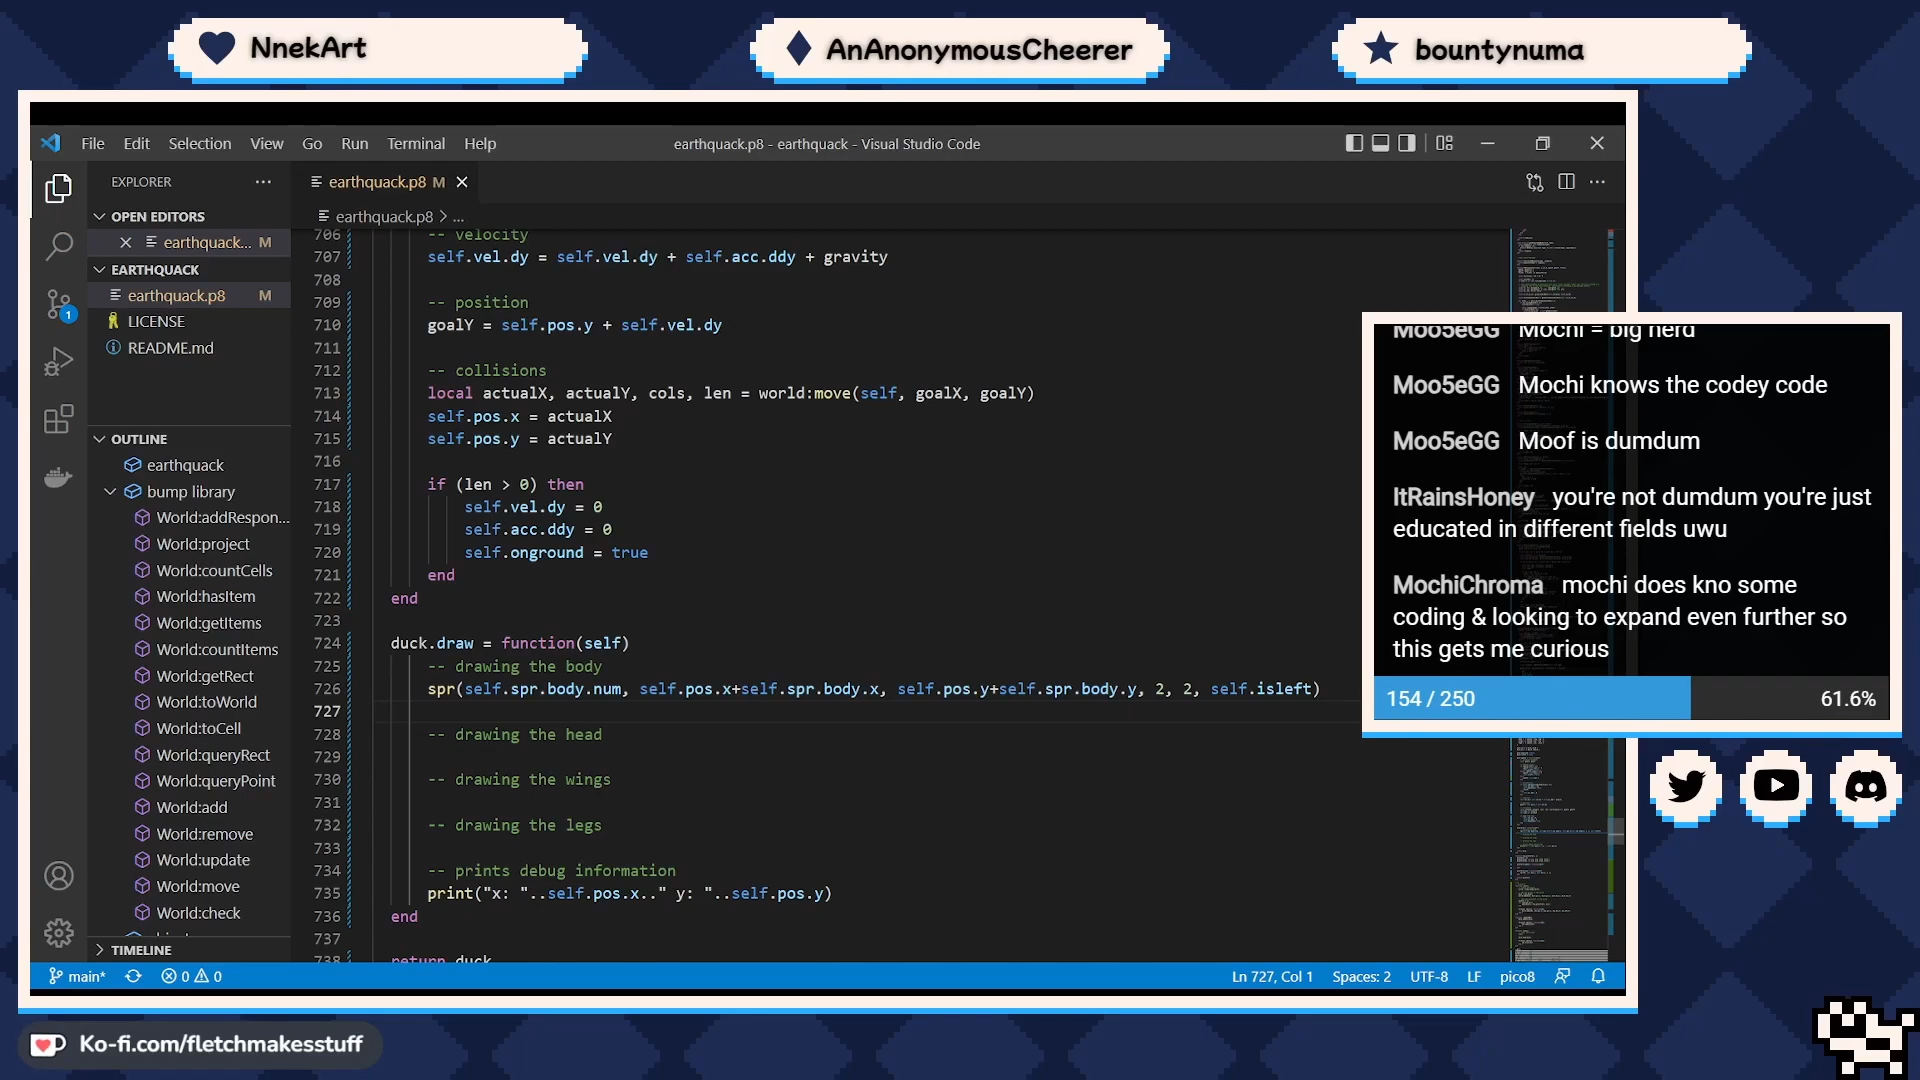 NnekArt
AnAnonymousCheerer
bountynuma
File Edit Selection View Go Run Terminal Help
earthquack.p8 - earthquack - Visual Studio Code
EXPLORER
OPEN EDITORS
earthquack... M
EARTHQUACK
earthquack.p8 M
LICENSE
README.md
OUTLINE
earthquack
bump library
World:addRespon...
World:project
World:countCells
World:hasItem
World:getItems
World:countItems
World:getRect
World:toWorld
World:toCell
World:queryRect
World:queryPoint
World:add
World:remove
World:update
World:move
World:check
TIMELINE
1
earthquack.p8 M
earthquack.p8 > ...
706 -- velocity
707 self.vel.dy = self.vel.dy + self.acc.ddy + gravity
708
709 -- position
710 goalY = self.pos.y + self.vel.dy
711
712 -- collisions
713 local actualX, actualY, cols, len = world:move(self, goalX, goalY)
714 self.pos.x = actualX
715 self.pos.y = actualY
716
717 if (len > 0) then
718 self.vel.dy = 0
719 self.acc.ddy = 0
720 self.onground = true
721 end
722 end
723
724 duck.draw = function(self)
725 -- drawing the body
726 spr(self.spr.body.num, self.pos.x+self.spr.body.x, self.pos.y+self.spr.body.y, 2, 2, self.isleft)
727
728 -- drawing the head
729
730 -- drawing the wings
731
732 -- drawing the legs
733
734 -- prints debug information
735 print("x: "..self.pos.x.." y: "..self.pos.y)
736 end
737
738 return duck
Moo5eGG Mochi = big nerd
Moo5eGG Mochi knows the codey code
Moo5eGG Moof is dumdum
ItRainsHoney you're not dumdum you're just
educated in different fields uwu
MochiChroma mochi does kno some
coding & looking to expand even further so
this gets me curious
154 / 250 61.6%
main* 0 0
Ln 727, Col 1 Spaces: 2 UTF-8 LF pico8
Ko-fi.com/fletchmakesstuff